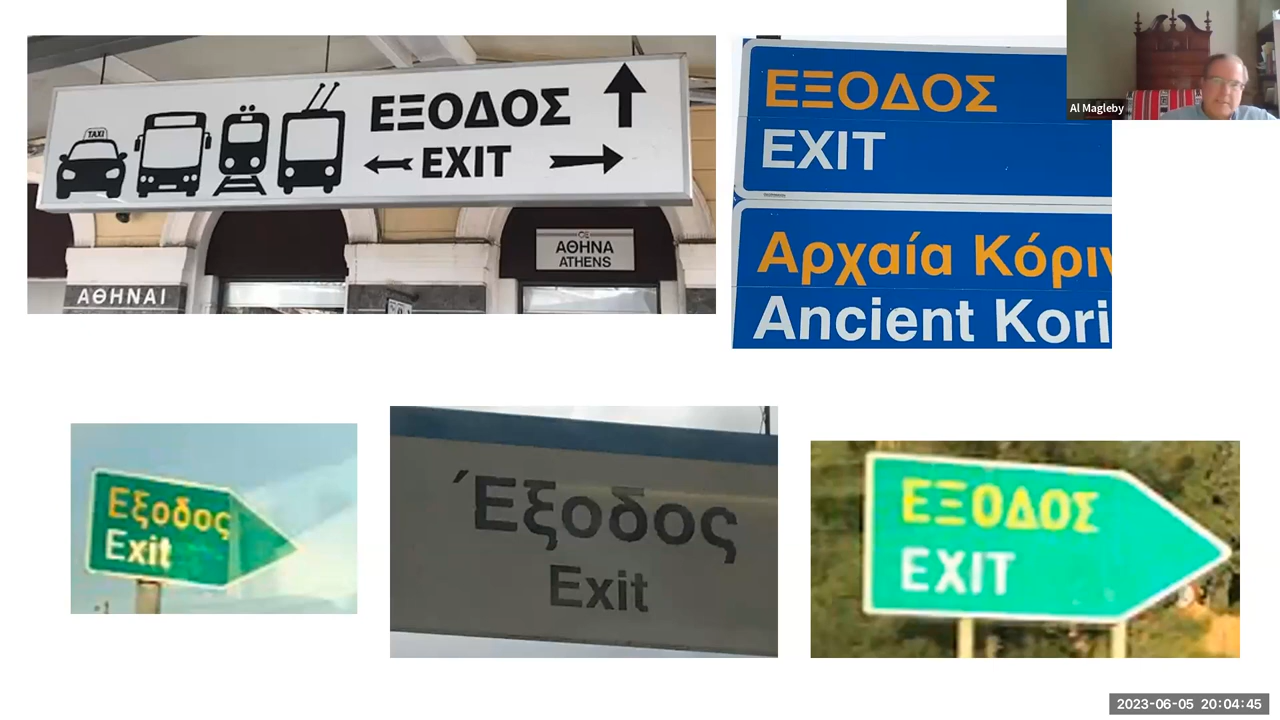 TAXI
ΕΞΟΔΟΣ
EXIT
ΑΘΗΝΑ
ATHENS
ΑΘΗΝΑΙ
ΕΞΟΔΟΣ
EXIT
Αρχαία Κόριν
Ancient Kori
Al Magleby
Εξοδος
Exit
Έξοδος
Exit
ΕΞΟΔΟΣ
EXIT
2023-06-05 20:04:45